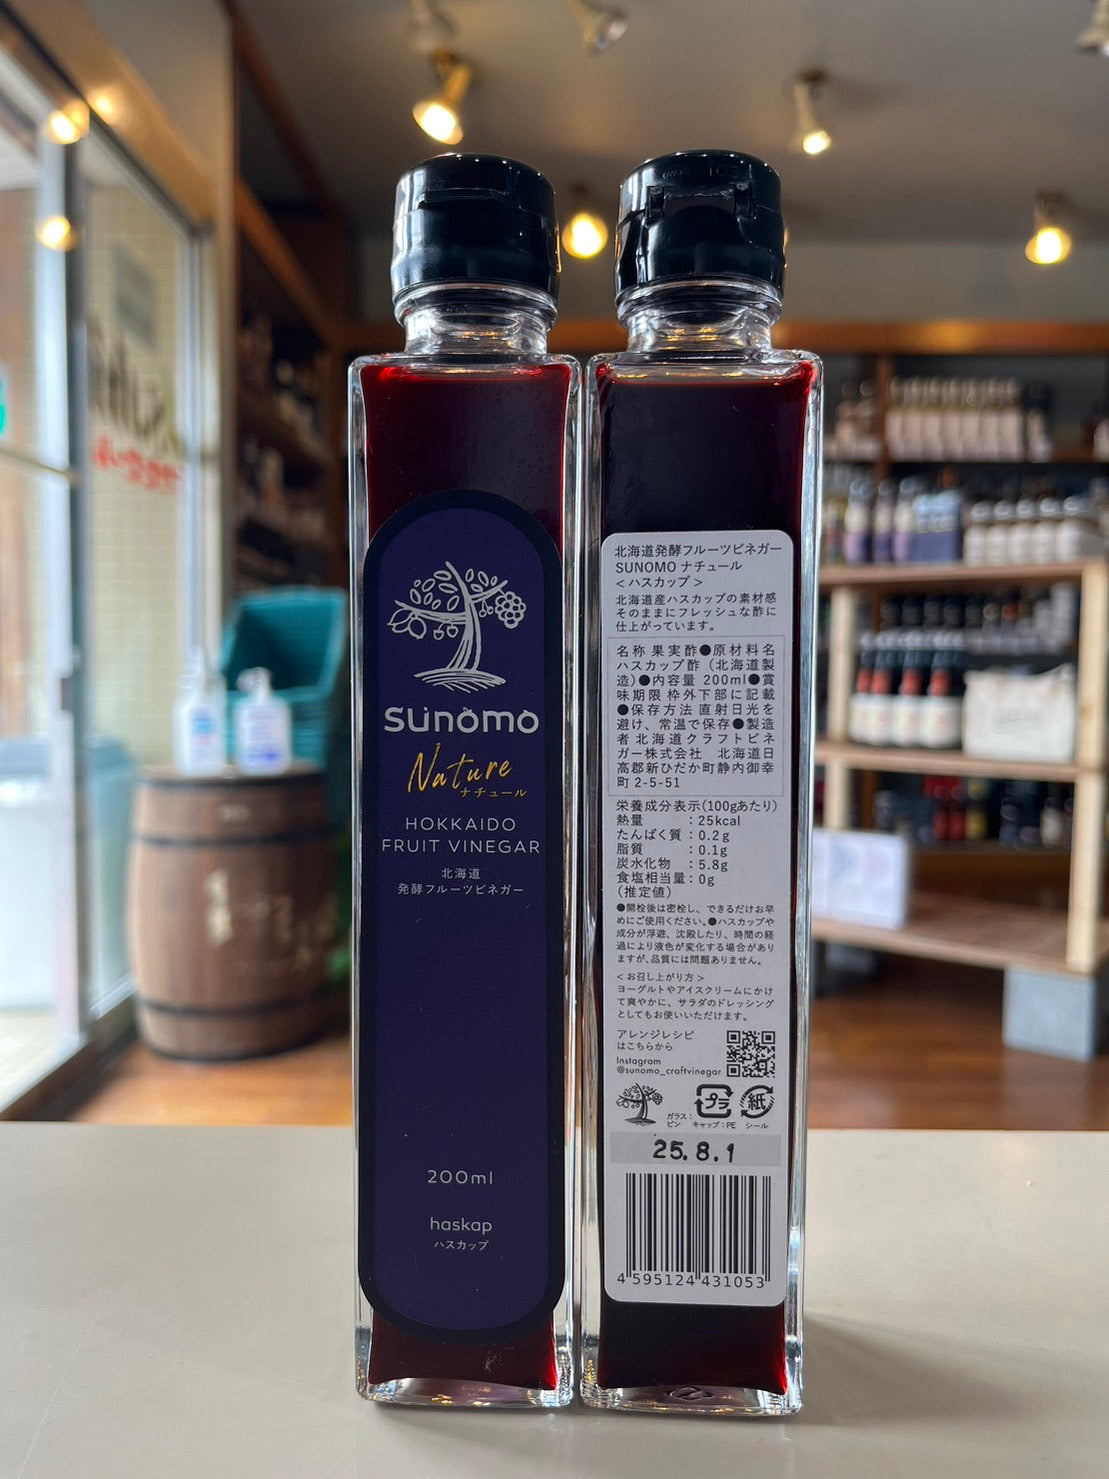 sunomo
Nature
ナチュール
HOKKAIDO
FRUIT VINEGAR
北海道
発酵フルーツビネガー
200ml
haskap
ハスカップ
北海道発酵フルーツビネガー
SUNOMO ナチュール
<ハスカップ>
北海道産ハスカップの素材感
そのままにフレッシュな酢に
仕上がっています。
名称 果実酢●原材料名
ハスカップ酢（北海道製
造）●内容量 200ml●賞
味期限 枠外下部に記載
●保存方法 直射日光を
避け、常温で保存●製造
者 北海道クラフトビネ
ガー株式会社 北海道日
高郡新ひだか町静内御幸
町 2-5-51
栄養成分表示(100gあたり)
熱量 : 25kcal
たんぱく質 : 0.2g
脂質 : 0.1g
炭水化物 : 5.8g
食塩相当量 : 0g
(推定値)
●開栓後は密栓し、できるだけお早
めにご使用ください。●ハスカップや
成分が浮遊、沈殿したり、時間の経
過により液色が変化する場合があり
ますが、品質には問題ありません。
<お召し上がり方>
ヨーグルトやアイスクリームにかけ
て爽やかに、サラダのドレッシング
としてもお使いいただけます。
アレンジレシピ
はこちらから
Instagram
@sunomo_craftvinegar
ガラス:
ビン
プラ
キャップ:PE
紙
シール
25.8.1
4 595124 431053